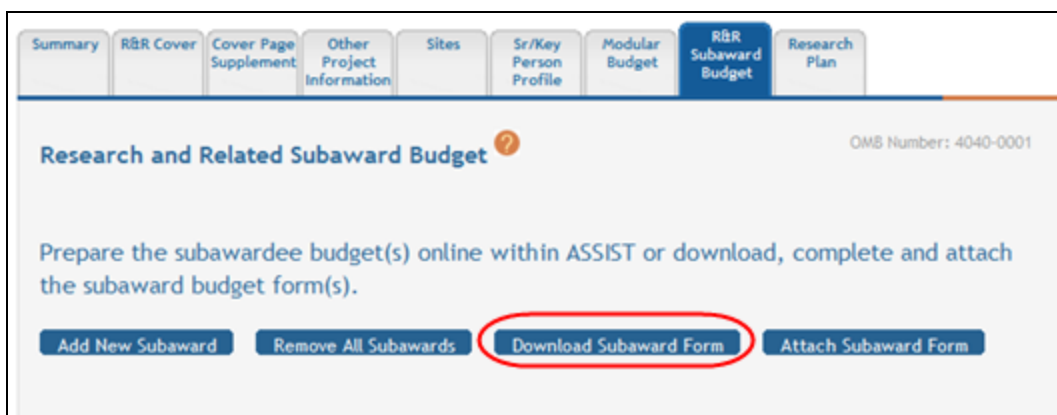 Summary
R&R Cover
Cover Page
Supplement
Other
Project
Information
Sites
Sr/Key
Person
Profile
Modular
Budget
R&R
Subaward
Budget
Research
Plan
Research and Related Subaward Budget ?
OMB Number: 4040-0001
Prepare the subawardee budget(s) online within ASSIST or download, complete and attach
the subaward budget form(s).
Add New Subaward
Remove All Subawards
Download Subaward Form
Attach Subaward Form